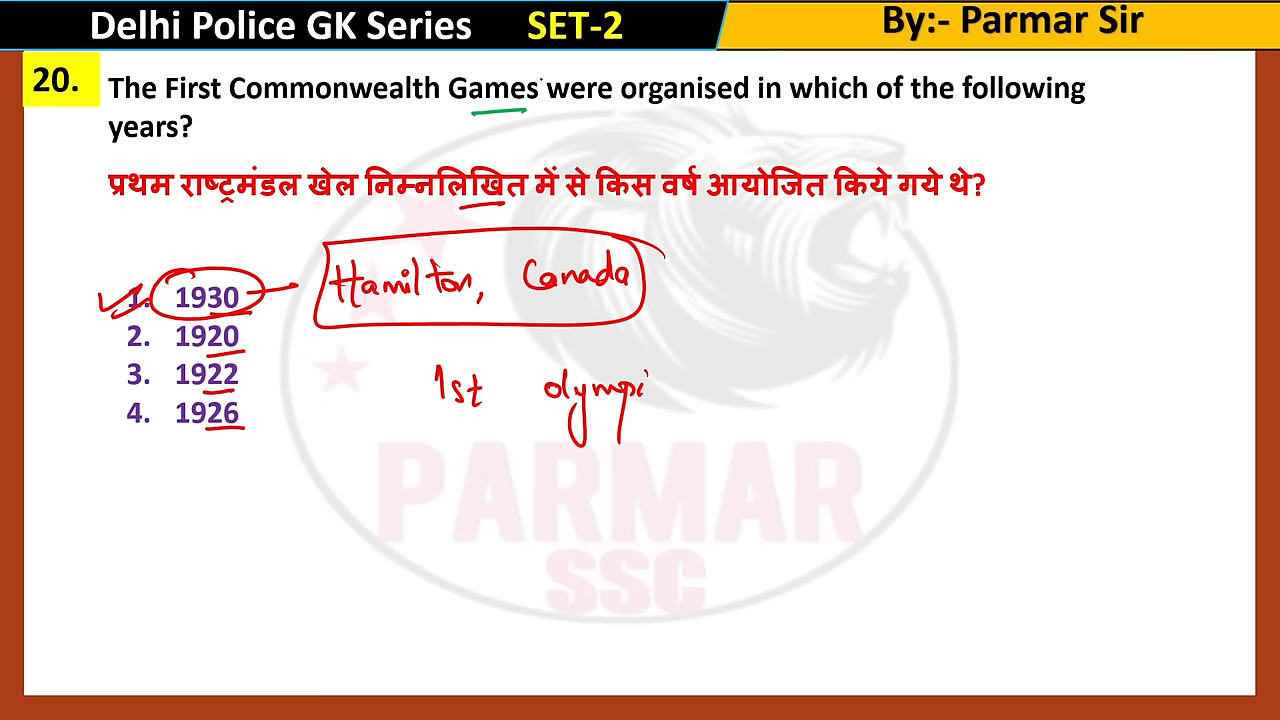 Delhi Police GK Series SET-2 By:- Parmar Sir
20. The First Commonwealth Games were organised in which of the following
years?
प्रथम राष्ट्रमंडल खेल निम्नलिखित में से किस वर्ष आयोजित किये गये थे?
1. 1930 Hamilton, Canada
2. 1920
3. 1922
1st olympi
4. 1926
PARMAR
SSC